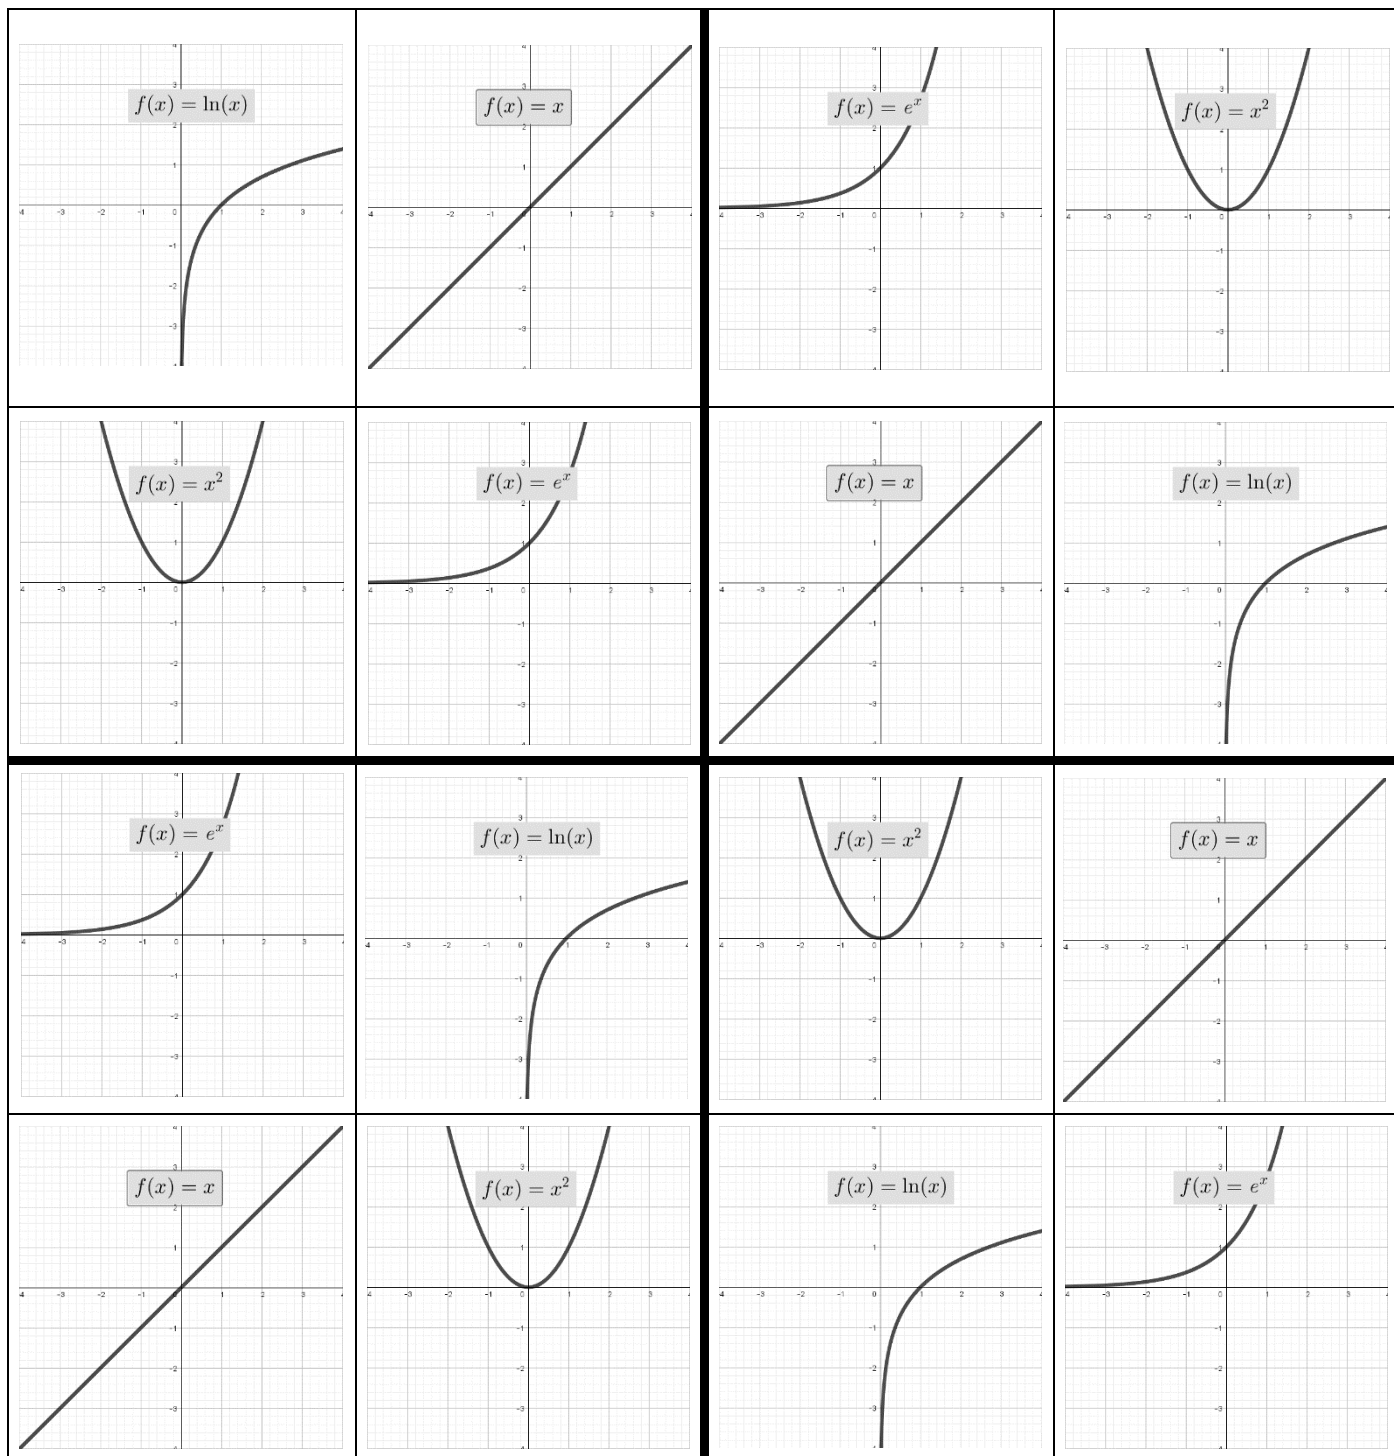 f(x) = ln(x)
f(x) = x
f(x) = e^x
f(x) = x^2
f(x) = x^2
f(x) = e^x
f(x) = x
f(x) = ln(x)
f(x) = e^x
f(x) = ln(x)
f(x) = x^2
f(x) = x
f(x) = x
f(x) = x^2
f(x) = ln(x)
f(x) = e^x